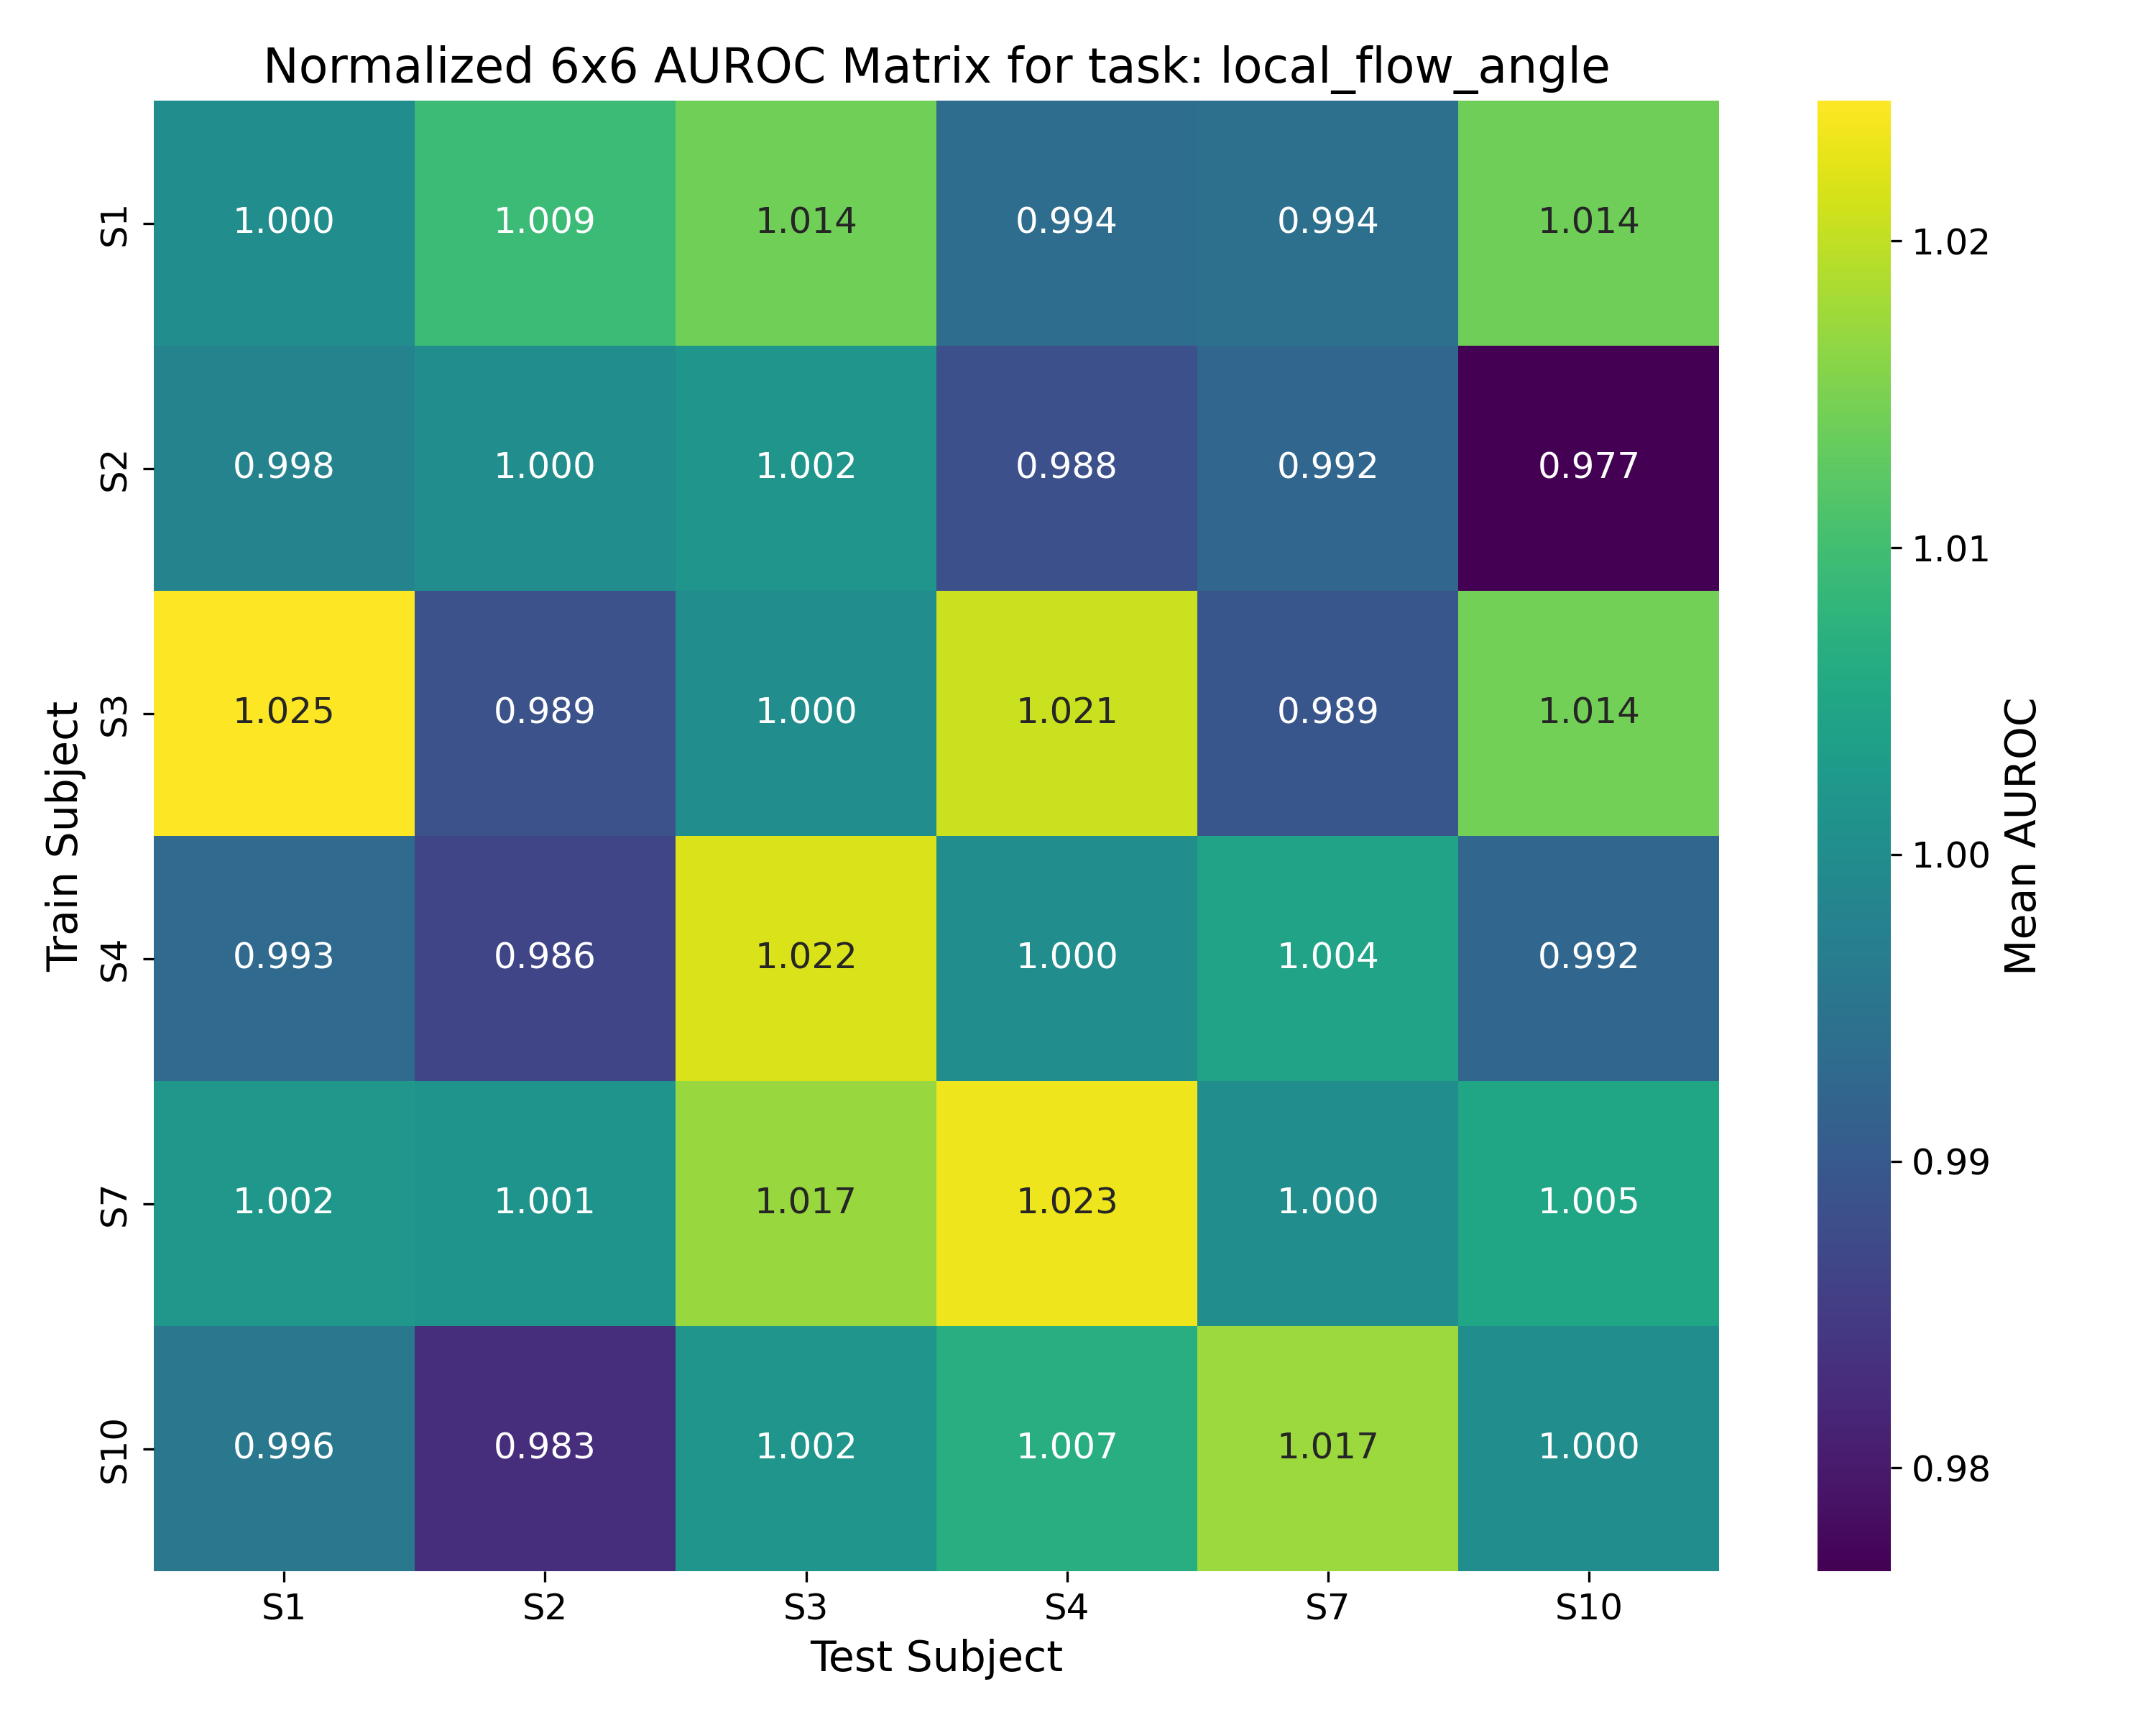 Normalized 6x6 AUROC Matrix for task: local_flow_angle
Train Subject
S1
1.000 1.009 1.014 0.994 0.994 1.014
S2
0.998 1.000 1.002 0.988 0.992 0.977
S3
1.025 0.989 1.000 1.021 0.989 1.014
S4
0.993 0.986 1.022 1.000 1.004 0.992
S7
1.002 1.001 1.017 1.023 1.000 1.005
S10
0.996 0.983 1.002 1.007 1.017 1.000
S1 S2 S3 S4 S7 S10
Test Subject
1.02
1.01
1.00
0.99
0.98
Mean AUROC